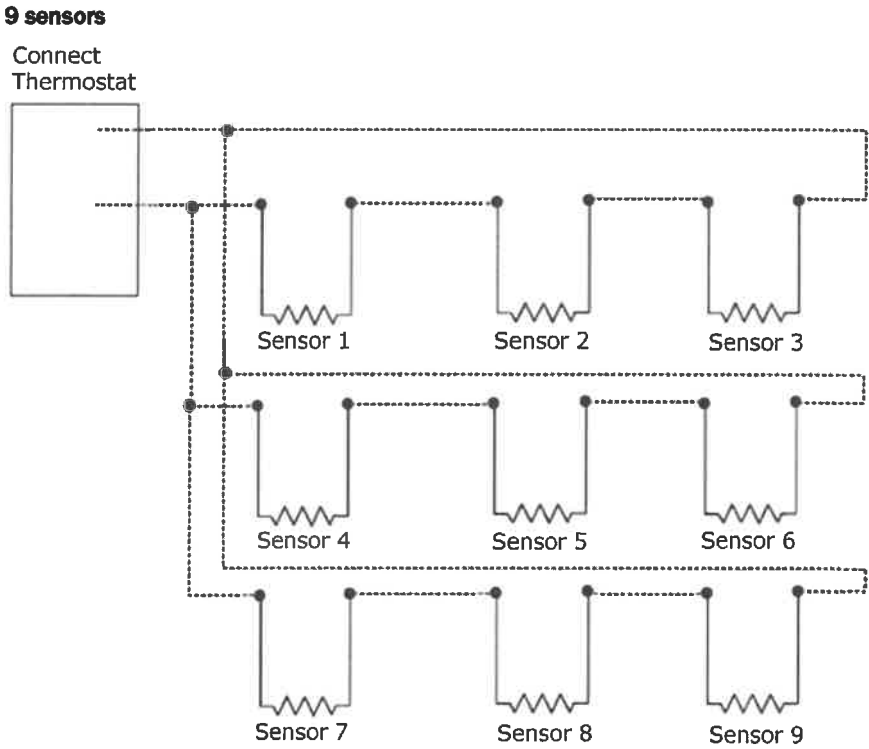 9 sensors
Connect
Thermostat
Sensor 1
Sensor 2
Sensor 3
Sensor 4
Sensor 5
Sensor 6
Sensor 7
Sensor 8
Sensor 9